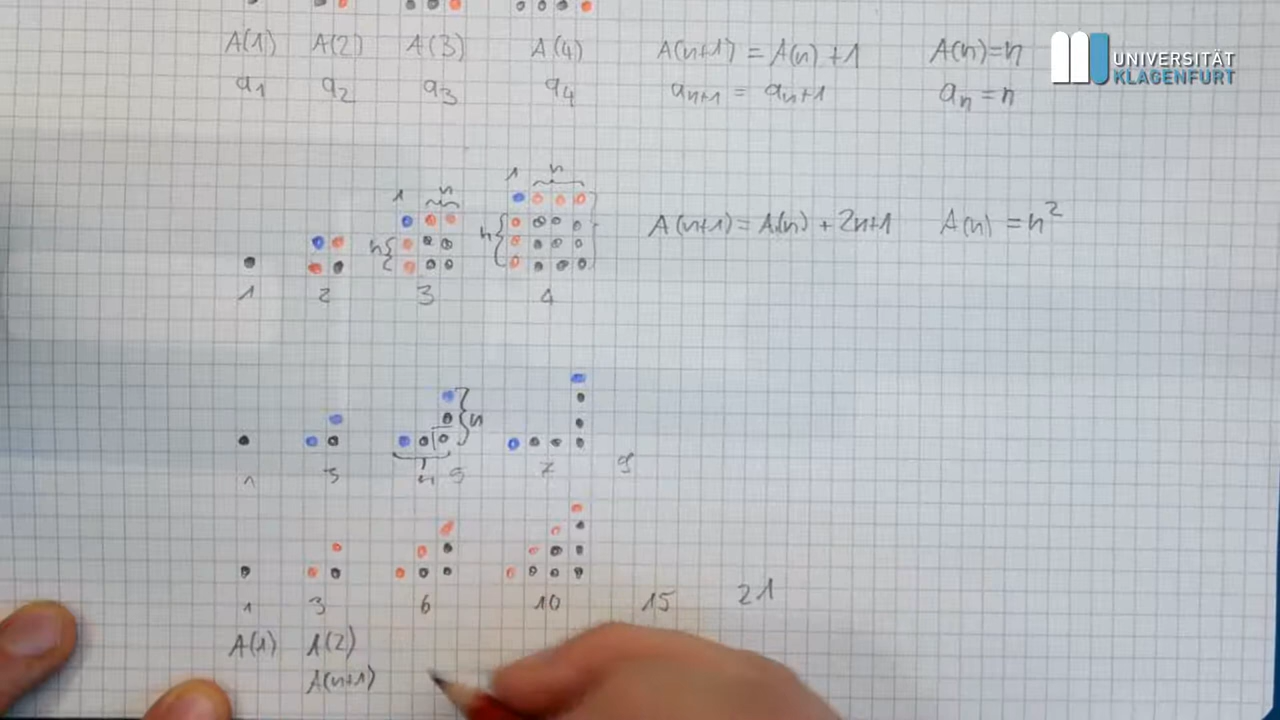 A(1) A(2) A(3) A(4) A(n+1) = A(n) +1 A(n)=n
a1 a2 a3 a4 an+1 = an+1 an =n
UNIVERSITÄT
KLAGENFURT
1 n 1 n
n n A(n+1) = A(n) + 2n+1 A(n) = n²
1 2 3 4
n
1 3 n 5 7 9
1 3 6 10 15 21
A(1) A(2)
A(n+1)